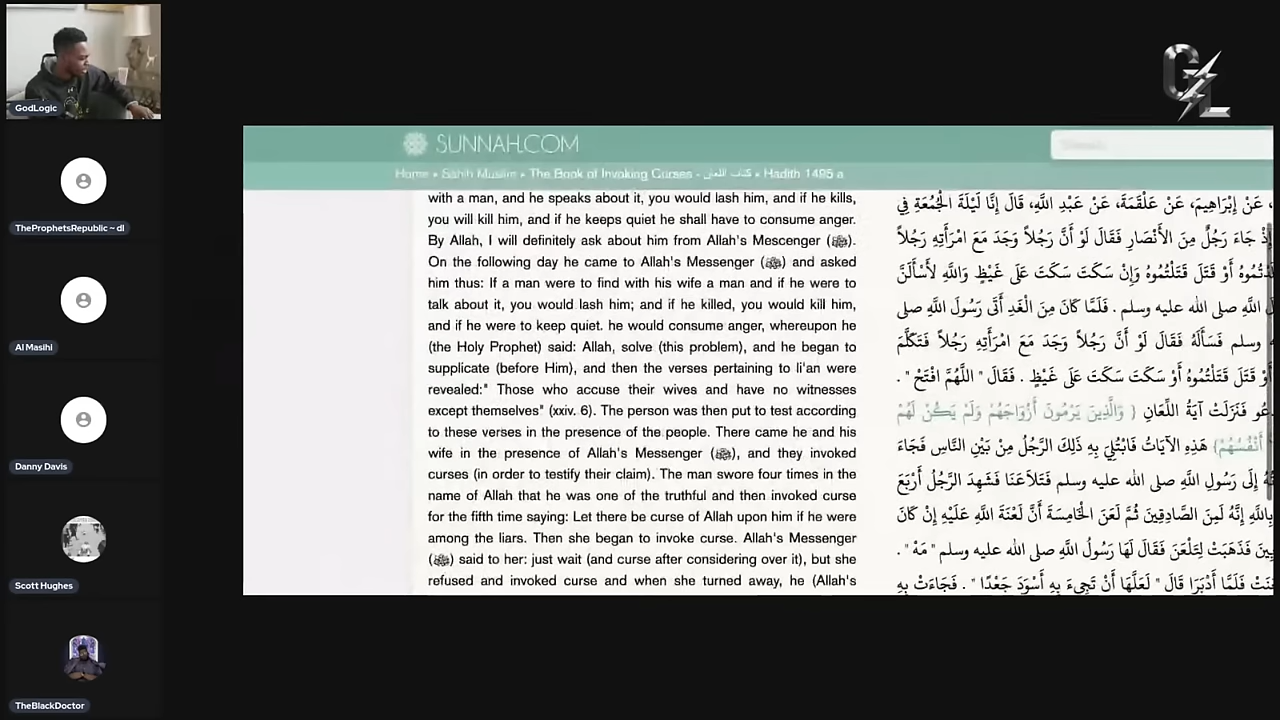 GodLogic
TheProphetsRepublic ~ dl
Al Masihi
Danny Davis
Scott Hughes
TheBlackDoctor
GL
SUNNAH.COM
Home • Sahih Muslim • The Book of Invoking Curses - كتاب اللعان • Hadith 1495 a
with a man, and he speaks about it, you would lash him, and if he kills,
you will kill him, and if he keeps quiet he shall have to consume anger.
By Allah, I will definitely ask about him from Allah's Mescenger (ﷺ).
On the following day he came to Allah's Messenger (ﷺ) and asked
him thus: If a man were to find with his wife a man and if he were to
talk about it, you would lash him; and if he killed, you would kill him,
and if he were to keep quiet. he would consume anger, whereupon he
(the Holy Prophet) said: Allah, solve (this problem), and he began to
supplicate (before Him), and then the verses pertaining to li'an were
revealed:" Those who accuse their wives and have no witnesses
except themselves" (xxiv. 6). The person was then put to test according
to these verses in the presence of the people. There came he and his
wife in the presence of Allah's Messenger (ﷺ), and they invoked
curses (in order to testify their claim). The man swore four times in the
name of Allah that he was one of the truthful and then invoked curse
for the fifth time saying: Let there be curse of Allah upon him if he were
among the liars. Then she began to invoke curse. Allah's Messenger
(ﷺ) said to her: just wait (and curse after considering over it), but she
refused and invoked curse and when she turned away, he (Allah's
، عَنْ إِبْرَاهِيمَ، عَنْ عَلْقَمَةَ، عَنْ عَبْدِ اللَّهِ، قَالَ إِنَّا لَيْلَةَ الْجُمُعَةِ فِي
إِذْ جَاءَ رَجُلٌ مِنَ الأَنْصَارِ فَقَالَ لَوْ أَنَّ رَجُلاً وَجَدَ مَعَ امْرَأَتِهِ رَجُلاً
أَوْ قَتَلَ قَتَلْتُمُوهُ وَإِنْ سَكَتَ سَكَتَ عَلَى غَيْظٍ وَاللَّهِ لأَسْأَلَنَّ
اللَّهِ صلى الله عليه وسلم . فَلَمَّا كَانَ مِنَ الْغَدِ أَتَى رَسُولَ اللَّهِ صلى
وسلم فَسَأَلَهُ فَقَالَ لَوْ أَنَّ رَجُلاً وَجَدَ مَعَ امْرَأَتِهِ رَجُلاً فَتَكَلَّمَ
أَوْ قَتَلَ قَتَلْتُمُوهُ أَوْ سَكَتَ سَكَتَ عَلَى غَيْظٍ . فَقَالَ " اللَّهُمَّ افْتَحْ " .
فَنَزَلَتْ آيَةُ اللِّعَانِ { وَالَّذِينَ يَرْمُونَ أَزْوَاجَهُمْ وَلَمْ يَكُنْ لَهُمْ
أَنْفُسُهُمْ} هَذِهِ الآيَاتُ فَابْتُلِيَ بِهِ ذَلِكَ الرَّجُلُ مِنْ بَيْنِ النَّاسِ فَجَاءَ
إِلَى رَسُولِ اللَّهِ صلى الله عليه وسلم فَتَلاَعَنَا فَشَهِدَ الرَّجُلُ أَرْبَعَ
بِاللَّهِ إِنَّهُ لَمِنَ الصَّادِقِينَ ثُمَّ لَعَنَ الْخَامِسَةَ أَنَّ لَعْنَةَ اللَّهِ عَلَيْهِ إِنْ كَانَ
فَذَهَبَتْ لِتَلْعَنَ فَقَالَ لَهَا رَسُولُ اللَّهِ صلى الله عليه وسلم " مَهْ " .
فَلَمَّا أَدْبَرَا قَالَ " لَعَلَّهَا أَنْ تَجِيءَ بِهِ أَسْوَدَ جَعْدًا " . فَجَاءَتْ بِهِ